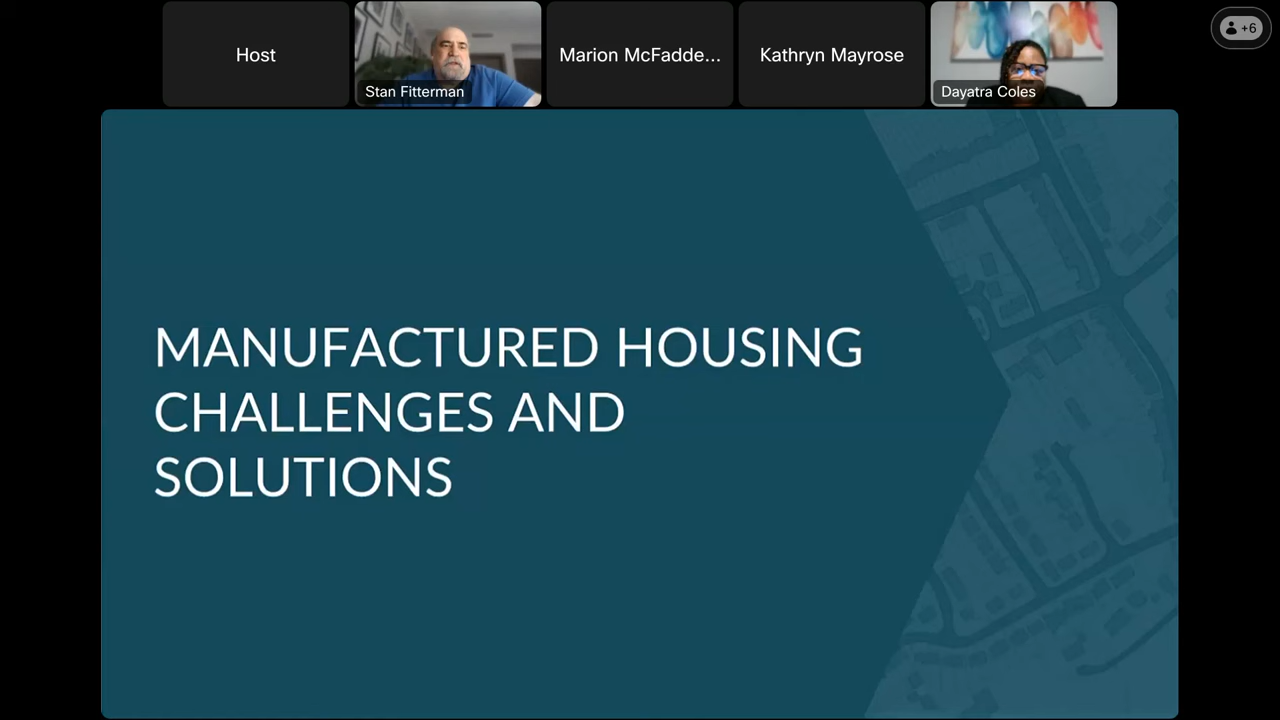 Host
Stan Fitterman
Marion McFadde...
Kathryn Mayrose
Dayatra Coles
+6
MANUFACTURED HOUSING
CHALLENGES AND
SOLUTIONS